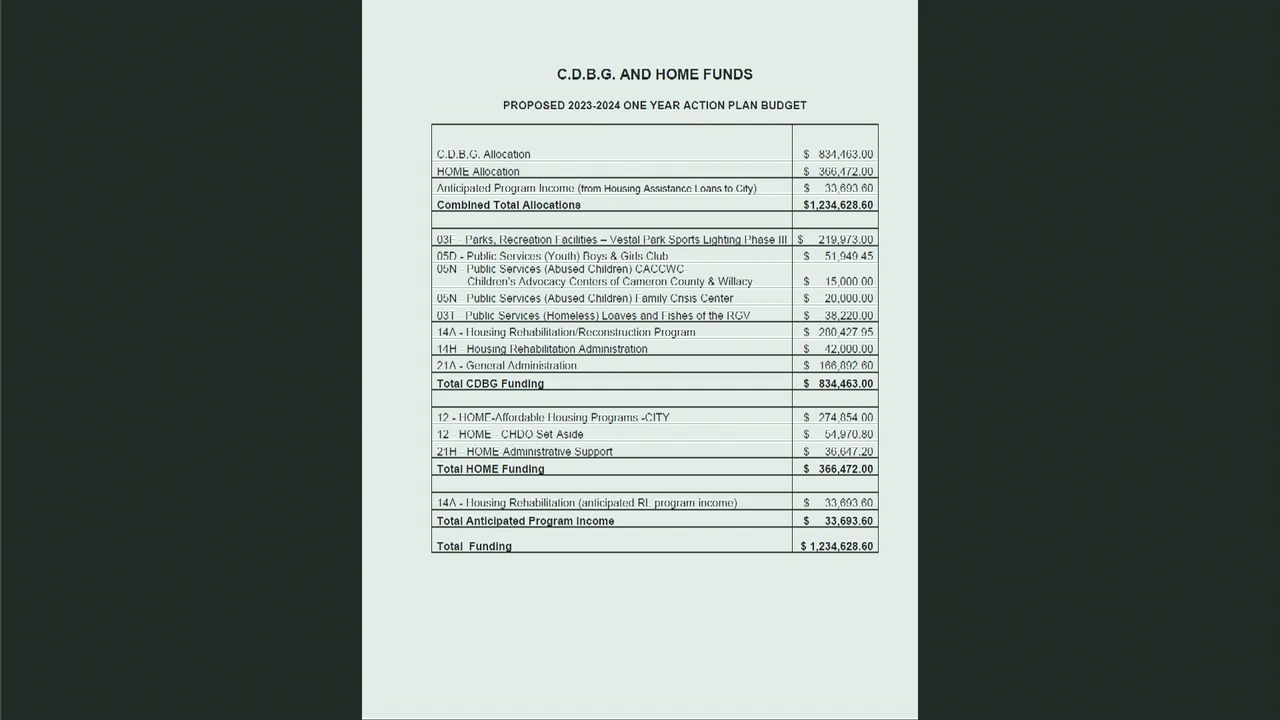 C.D.B.G. AND HOME FUNDS
PROPOSED 2023-2024 ONE YEAR ACTION PLAN BUDGET
C.D.B.G. Allocation $ 834,463.00
HOME Allocation $ 366,472.00
Anticipated Program Income (from Housing Assistance Loans to City) $ 33,693.60
Combined Total Allocations $1,234,628.60
03F - Parks, Recreation Facilities – Vestal Park Sports Lighting Phase III $ 219,973.00
05D - Public Services (Youth) Boys & Girls Club $ 51,949.45
05N - Public Services (Abused Children) CACCWC-
Children's Advocacy Centers of Cameron County & Willacy $ 15,000.00
05N - Public Services (Abused Children) Family Crisis Center $ 20,000.00
03T - Public Services (Homeless) Loaves and Fishes of the RGV $ 38,220.00
14A - Housing Rehabilitation/Reconstruction Program $ 280,427.95
14H - Housing Rehabilitation Administration $ 42,000.00
21A - General Administration $ 166,892.60
Total CDBG Funding $ 834,463.00
12 - HOME-Affordable Housing Programs -CITY $ 274,854.00
12 - HOME - CHDO Set-Aside $ 54,970.80
21H - HOME Administrative Support $ 36,647.20
Total HOME Funding $ 366,472.00
14A - Housing Rehabilitation (anticipated RL program income) $ 33,693.60
Total Anticipated Program Income $ 33,693.60
Total Funding $ 1,234,628.60